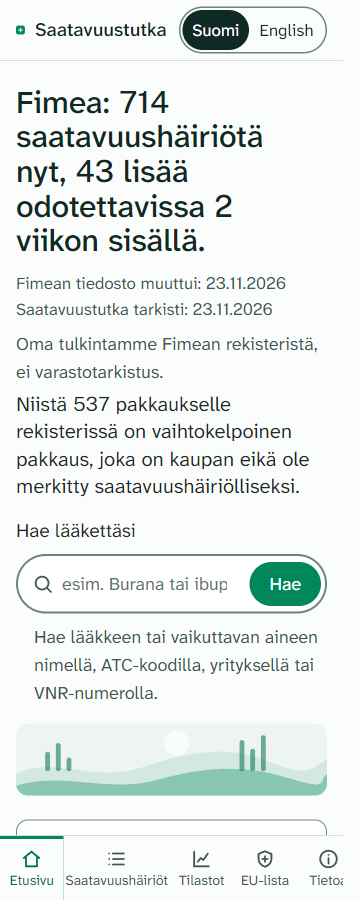 Saatavuustutka
Suomi
English
Fimea: 714
saatavuushäiriötä
nyt, 43 lisää
odotettavissa 2
viikon sisällä.
Fimean tiedosto muuttui: 23.11.2026
Saatavuustutka tarkisti: 23.11.2026
Oma tulkintamme Fimean rekisteristä,
ei varastotarkistus.
Niistä 537 pakkaukselle
rekisterissä on vaihtokelpoinen
pakkaus, joka on kaupan eikä ole
merkitty saatavuushäiriölliseksi.
Hae lääkettäsi
esim. Burana tai ibup
Hae
Hae lääkkeen tai vaikuttavan aineen
nimellä, ATC-koodilla, yrityksellä tai
VNR-numerolla.
Etusivu
Saatavuushäiriöt
Tilastot
EU-lista
Tietoa